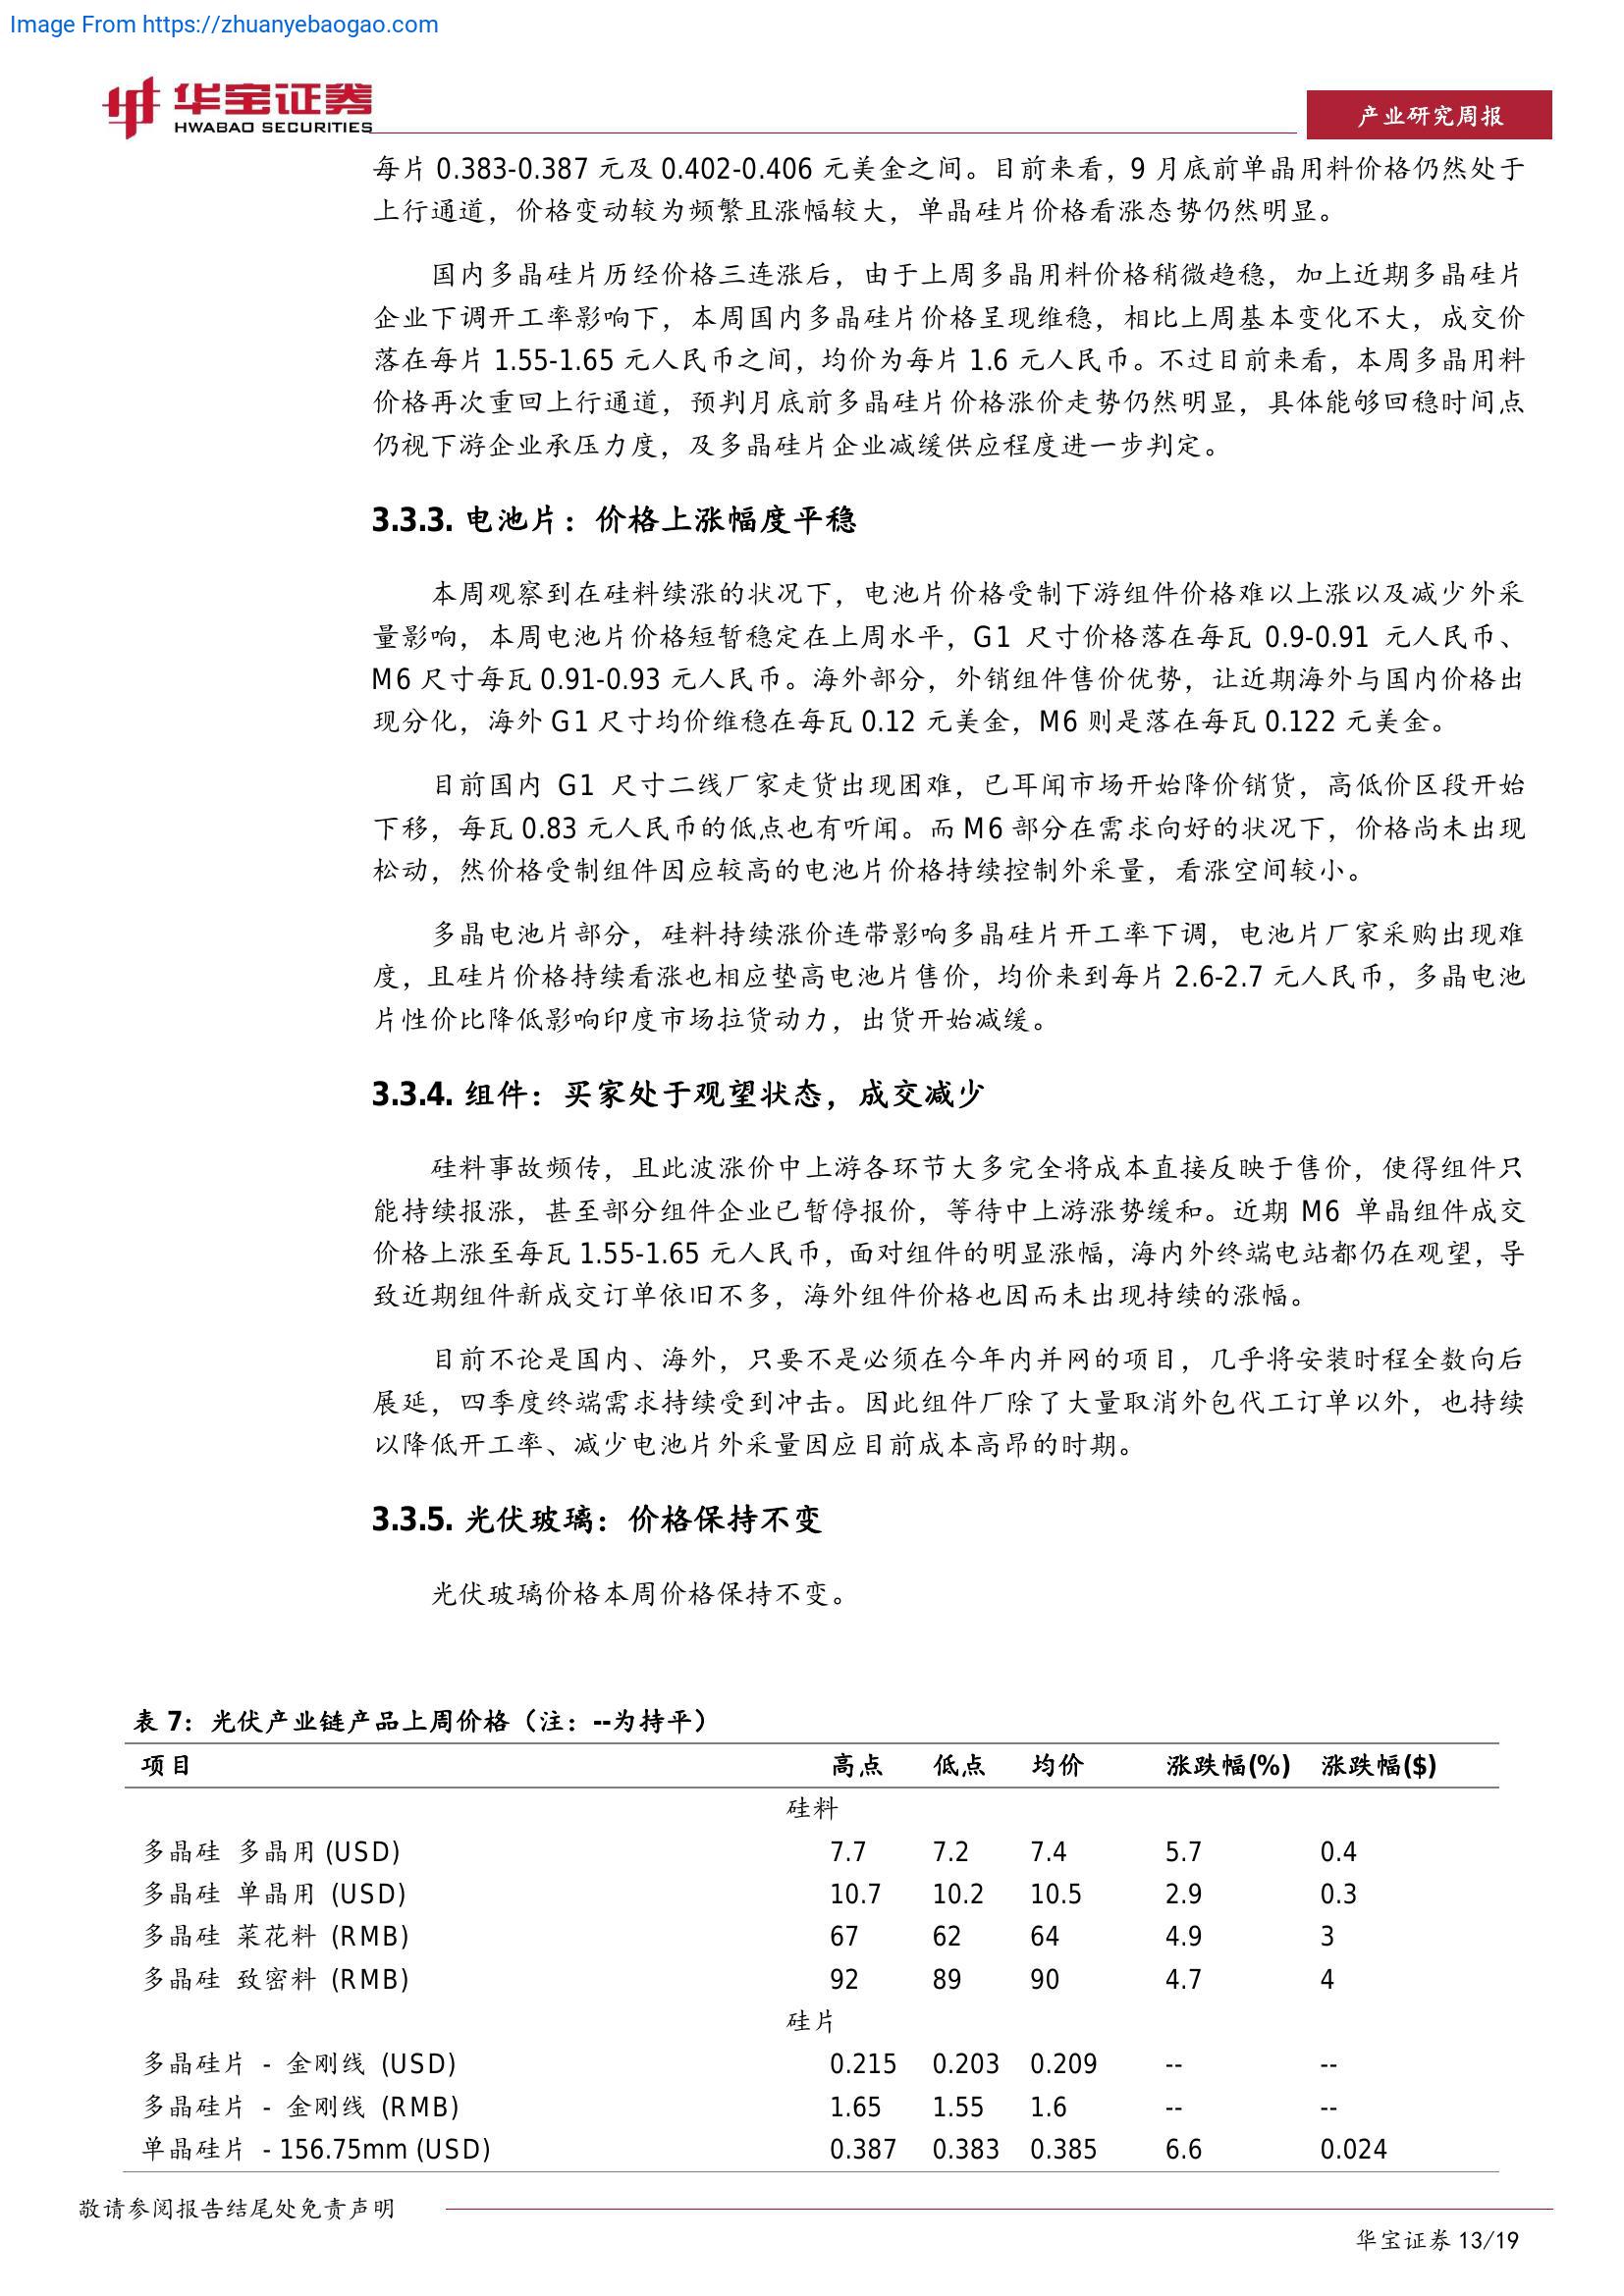 Image From https://zhuanyebaogao.com
华宝证券
HWABAO SECURITIES
产业研究周报
每片 0.383-0.387 元及 0.402-0.406 元美金之间。目前来看，9 月底前单晶用料价格仍然处于
上行通道，价格变动较为频繁且涨幅较大，单晶硅片价格看涨态势仍然明显。
国内多晶硅片历经价格三连涨后，由于上周多晶用料价格稍微趋稳，加上近期多晶硅片
企业下调开工率影响下，本周国内多晶硅片价格呈现维稳，相比上周基本变化不大，成交价
落在每片 1.55-1.65 元人民币之间，均价为每片 1.6 元人民币。不过目前来看，本周多晶用料
价格再次重回上行通道，预判月底前多晶硅片价格涨价走势仍然明显，具体能够回稳时间点
仍视下游企业承压力度，及多晶硅片企业减缓供应程度进一步判定。
3.3.3. 电池片：价格上涨幅度平稳
本周观察到在硅料续涨的状况下，电池片价格受制下游组件价格难以上涨以及减少外采
量影响，本周电池片价格短暂稳定在上周水平，G1 尺寸价格落在每瓦 0.9-0.91 元人民币、
M6 尺寸每瓦 0.91-0.93 元人民币。海外部分，外销组件售价优势，让近期海外与国内价格出
现分化，海外 G1 尺寸均价维稳在每瓦 0.12 元美金，M6 则是落在每瓦 0.122 元美金。
目前国内 G1 尺寸二线厂家走货出现困难，已耳闻市场开始降价销货，高低价区段开始
下移，每瓦 0.83 元人民币的低点也有听闻。而 M6 部分在需求向好的状况下，价格尚未出现
松动，然价格受制组件因应较高的电池片价格持续控制外采量，看涨空间较小。
多晶电池片部分，硅料持续涨价连带影响多晶硅片开工率下调，电池片厂家采购出现难
度，且硅片价格持续看涨也相应垫高电池片售价，均价来到每片 2.6-2.7 元人民币，多晶电池
片性价比降低影响印度市场拉货动力，出货开始减缓。
3.3.4. 组件：买家处于观望状态，成交减少
硅料事故频传，且此波涨价中上游各环节大多完全将成本直接反映于售价，使得组件只
能持续报涨，甚至部分组件企业已暂停报价，等待中上游涨势缓和。近期 M6 单晶组件成交
价格上涨至每瓦 1.55-1.65 元人民币，面对组件的明显涨幅，海内外终端电站都仍在观望，导
致近期组件新成交订单依旧不多，海外组件价格也因而未出现持续的涨幅。
目前不论是国内、海外，只要不是必须在今年内并网的项目，几乎将安装时程全数向后
展延，四季度终端需求持续受到冲击。因此组件厂除了大量取消外包代工订单以外，也持续
以降低开工率、减少电池片外采量因应目前成本高昂的时期。
3.3.5. 光伏玻璃：价格保持不变
光伏玻璃价格本周价格保持不变。
表 7：光伏产业链产品上周价格（注：--为持平）
项目 高点 低点 均价 涨跌幅(%) 涨跌幅($)
硅料
多晶硅 多晶用 (USD) 7.7 7.2 7.4 5.7 0.4
多晶硅 单晶用 (USD) 10.7 10.2 10.5 2.9 0.3
多晶硅 菜花料 (RMB) 67 62 64 4.9 3
多晶硅 致密料 (RMB) 92 89 90 4.7 4
硅片
多晶硅片 - 金刚线 (USD) 0.215 0.203 0.209 -- --
多晶硅片 - 金刚线 (RMB) 1.65 1.55 1.6 -- --
单晶硅片 - 156.75mm (USD) 0.387 0.383 0.385 6.6 0.024
敬请参阅报告结尾处免责声明
华宝证券 13/19